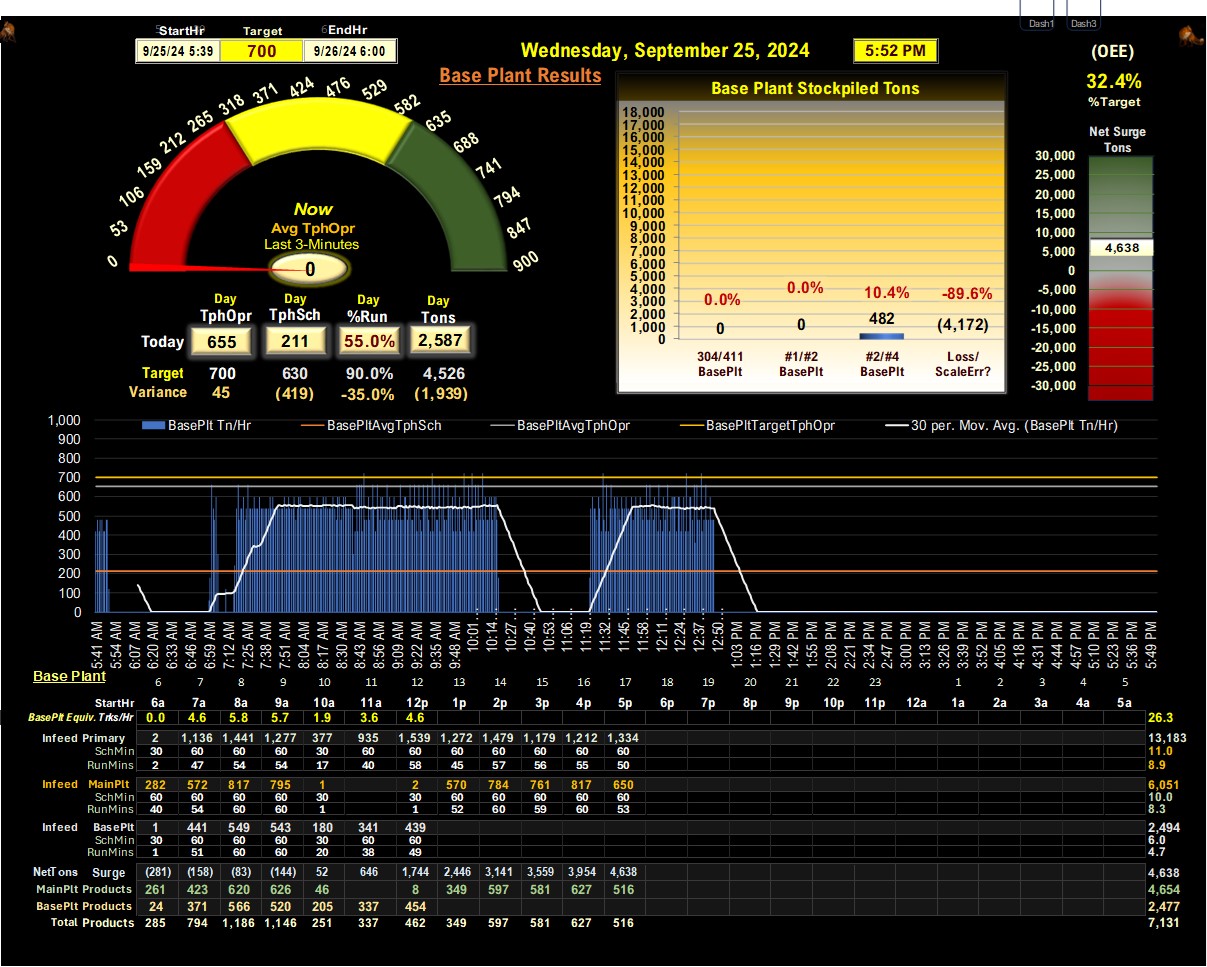 Dash1 Dash3
StartHr Target EndHr
9/25/24 5:39 700 9/26/24 6:00
Wednesday, September 25, 2024 5:52 PM
(OEE)
32.4%
%Target
Base Plant Results
0 53 106 159 212 265 318 371 424 476 529 582 635 688 741 794 847 900
Now
Avg TphOpr
Last 3-Minutes
0
Day TphOpr Day TphSch Day %Run Day Tons
Today 655 211 55.0% 2,587
Target 700 630 90.0% 4,526
Variance 45 (419) -35.0% (1,939)
Base Plant Stockpiled Tons
18,000
17,000
16,000
15,000
14,000
13,000
12,000
11,000
10,000
9,000
8,000
7,000
6,000
5,000
4,000
3,000
2,000
1,000
0
0.0% 0.0% 10.4% -89.6%
0 0 482 (4,172)
304/411 #1/#2 #2/#4 Loss/
BasePlt BasePlt BasePlt ScaleErr?
Net Surge
Tons
30,000
25,000
20,000
15,000
10,000
5,000
0
-5,000
-10,000
-15,000
-20,000
-25,000
-30,000
4,638
BasePlt Tn/Hr BasePltAvgTphSch BasePltAvgTphOpr BasePltTargetTphOpr 30 per. Mov. Avg. (BasePlt Tn/Hr)
1,000
900
800
700
600
500
400
300
200
100
0
5:41 AM 5:54 AM 6:07 AM 6:20 AM 6:33 AM 6:46 AM 6:59 AM 7:12 AM 7:25 AM 7:38 AM 7:51 AM 8:04 AM 8:17 AM 8:30 AM 8:43 AM 8:56 AM 9:09 AM 9:22 AM 9:35 AM 9:48 AM 10:01… 10:14… 10:27… 10:40… 10:53… 11:06… 11:19… 11:32… 11:45… 11:58… 12:11… 12:24… 12:37… 12:50… 1:03 PM 1:16 PM 1:29 PM 1:42 PM 1:55 PM 2:08 PM 2:21 PM 2:34 PM 2:47 PM 3:00 PM 3:13 PM 3:26 PM 3:39 PM 3:52 PM 4:05 PM 4:18 PM 4:31 PM 4:44 PM 4:57 PM 5:10 PM 5:23 PM 5:36 PM 5:49 PM
Base Plant 6 7 8 9 10 11 12 13 14 15 16 17 20 21 22 23 1 2 3 4 5
StartHr 6a 7a 8a 9a 10a 11a 12p 1p 2p 3p 4p 5p 6p 7p 8p 9p 10p 11p 12a 1a 2a 3a 4a 5a
BasePlt Equiv. Trks/Hr 0.0 4.6 5.8 5.7 1.9 3.6 4.6 26.3
Infeed Primary 2 1,136 1,441 1,277 377 935 1,539 1,272 1,479 1,179 1,212 1,334 13,183
SchMin 30 60 60 60 30 60 60 60 60 60 60 60 11.0
RunMins 2 47 54 54 17 40 58 45 57 56 55 50 8.9
Infeed MainPlt 282 572 817 795 1 2 570 784 761 817 650 6,051
SchMin 60 60 60 60 30 30 60 60 60 60 60 10.0
RunMins 40 54 60 60 1 1 52 60 59 60 53 8.3
Infeed BasePlt 1 441 549 543 180 341 439 2,494
SchMin 30 60 60 60 30 60 60 6.0
RunMins 1 51 60 60 20 38 49 4.7
NetTons Surge (281) (158) (83) (144) 52 646 1,744 2,446 3,141 3,559 3,954 4,638 4,638
MainPlt Products 261 423 620 626 46 8 349 597 581 627 516 4,654
BasePlt Products 24 371 566 520 205 337 454 2,477
Total Products 285 794 1,186 1,146 251 337 462 349 597 581 627 516 7,131